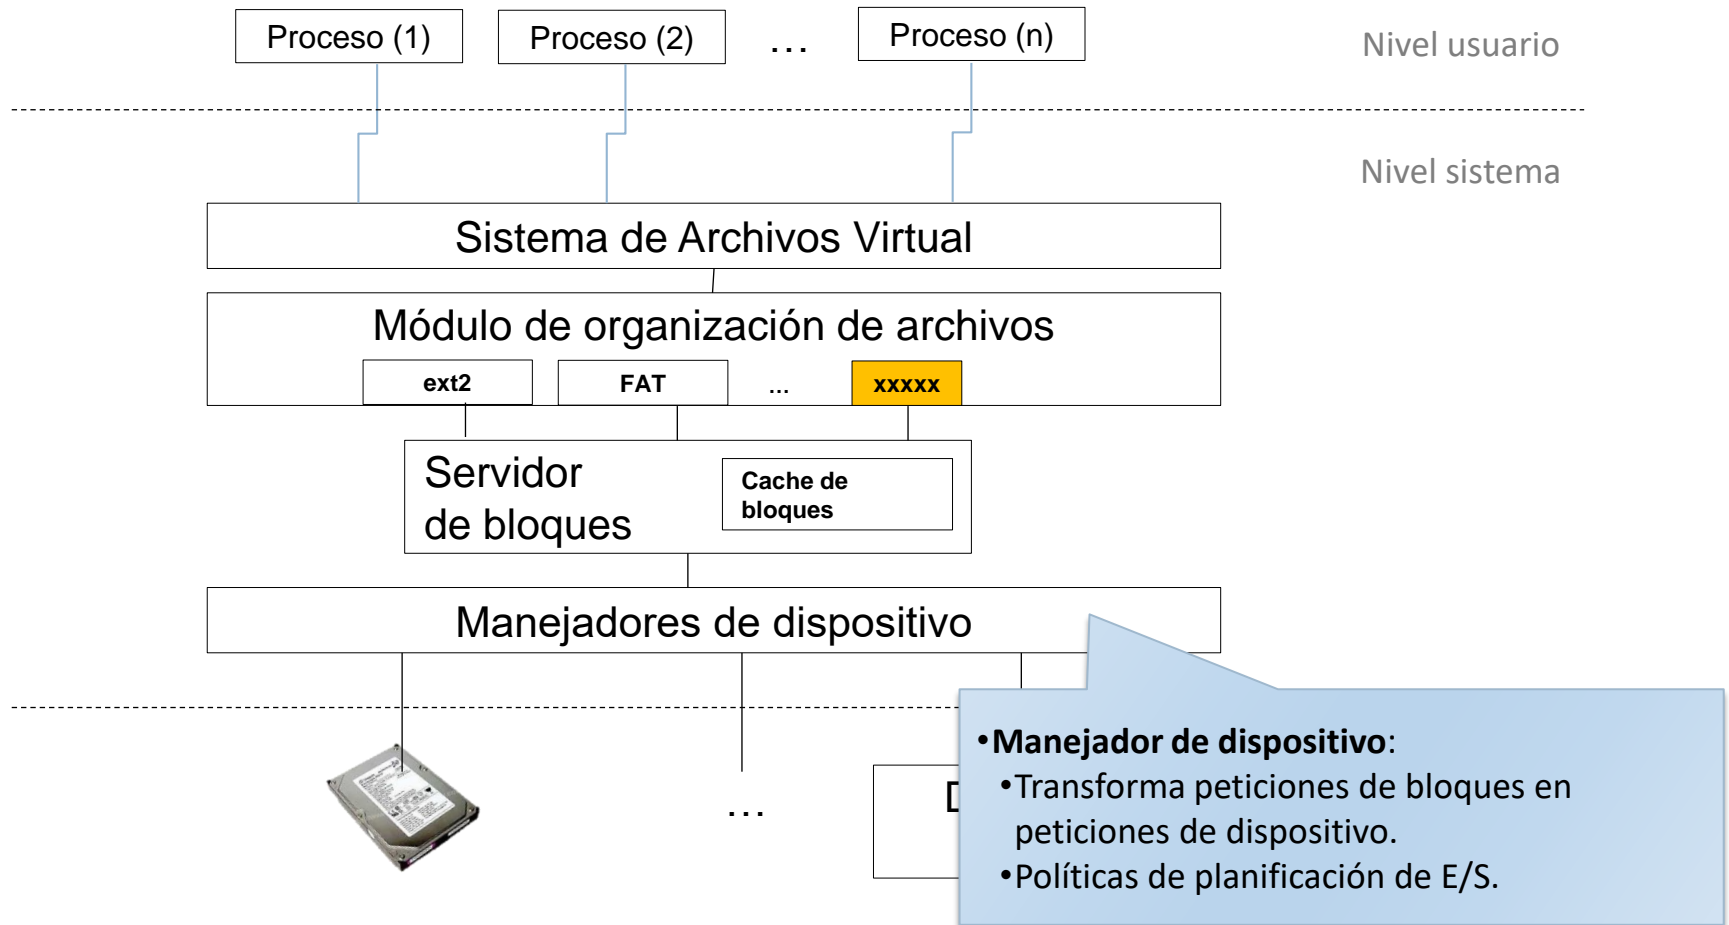 Proceso (1)
Proceso (2)
...
Proceso (n)
Nivel usuario
Nivel sistema
Sistema de Archivos Virtual
Módulo de organización de archivos
ext2
FAT
...
xxxxx
Servidor
de bloques
Cache de
bloques
Manejadores de dispositivo
...
•Manejador de dispositivo:
•Transforma peticiones de bloques en
peticiones de dispositivo.
•Políticas de planificación de E/S.